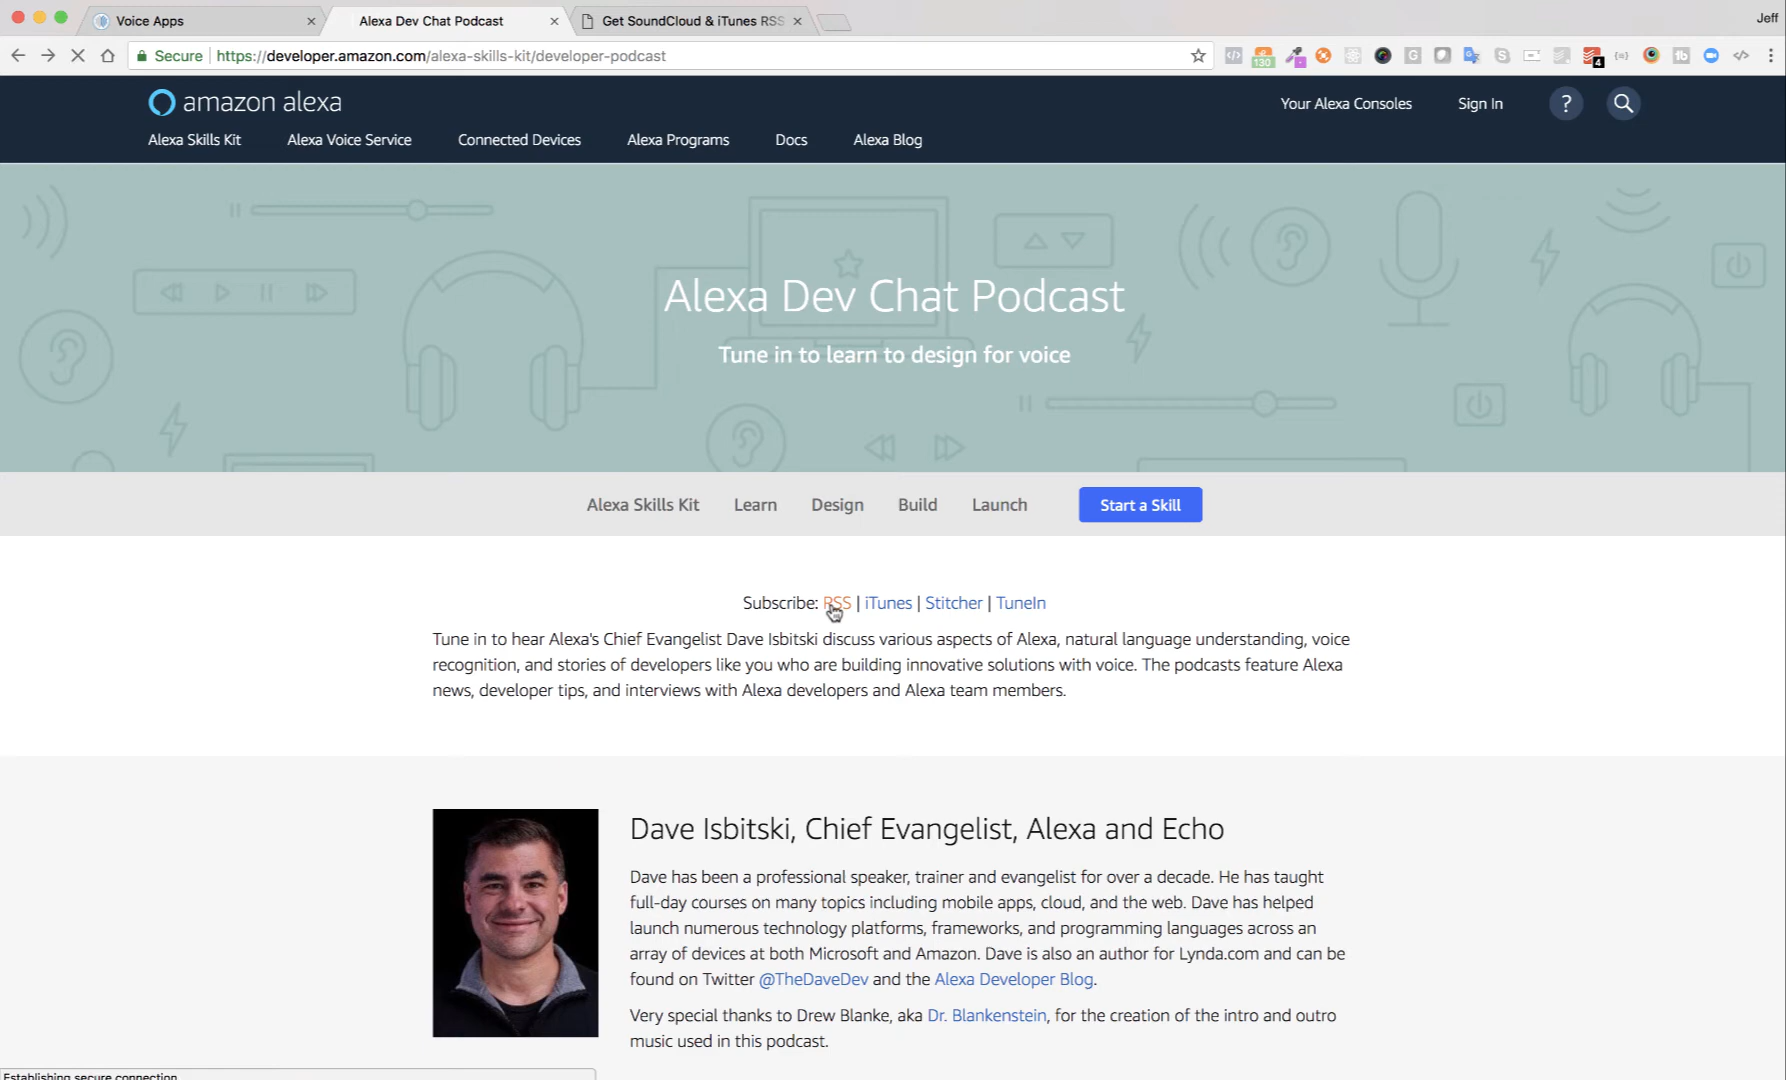 Voice Apps
Alexa Dev Chat Podcast
Get SoundCloud & iTunes RSS
Jeff
Secure
https://developer.amazon.com/alexa-skills-kit/developer-podcast
130
4
amazon alexa
Your Alexa Consoles
Sign In
?
Alexa Skills Kit
Alexa Voice Service
Connected Devices
Alexa Programs
Docs
Alexa Blog
Alexa Dev Chat Podcast
Tune in to learn to design for voice
Alexa Skills Kit
Learn
Design
Build
Launch
Start a Skill
Subscribe: RSS | iTunes | Stitcher | TuneIn
Tune in to hear Alexa's Chief Evangelist Dave Isbitski discuss various aspects of Alexa, natural language understanding, voice
recognition, and stories of developers like you who are building innovative solutions with voice. The podcasts feature Alexa
news, developer tips, and interviews with Alexa developers and Alexa team members.
Dave Isbitski, Chief Evangelist, Alexa and Echo
Dave has been a professional speaker, trainer and evangelist for over a decade. He has taught
full-day courses on many topics including mobile apps, cloud, and the web. Dave has helped
launch numerous technology platforms, frameworks, and programming languages across an
array of devices at both Microsoft and Amazon. Dave is also an author for Lynda.com and can be
found on Twitter @TheDaveDev and the Alexa Developer Blog.
Very special thanks to Drew Blanke, aka Dr. Blankenstein, for the creation of the intro and outro
music used in this podcast.
Establishing secure connection